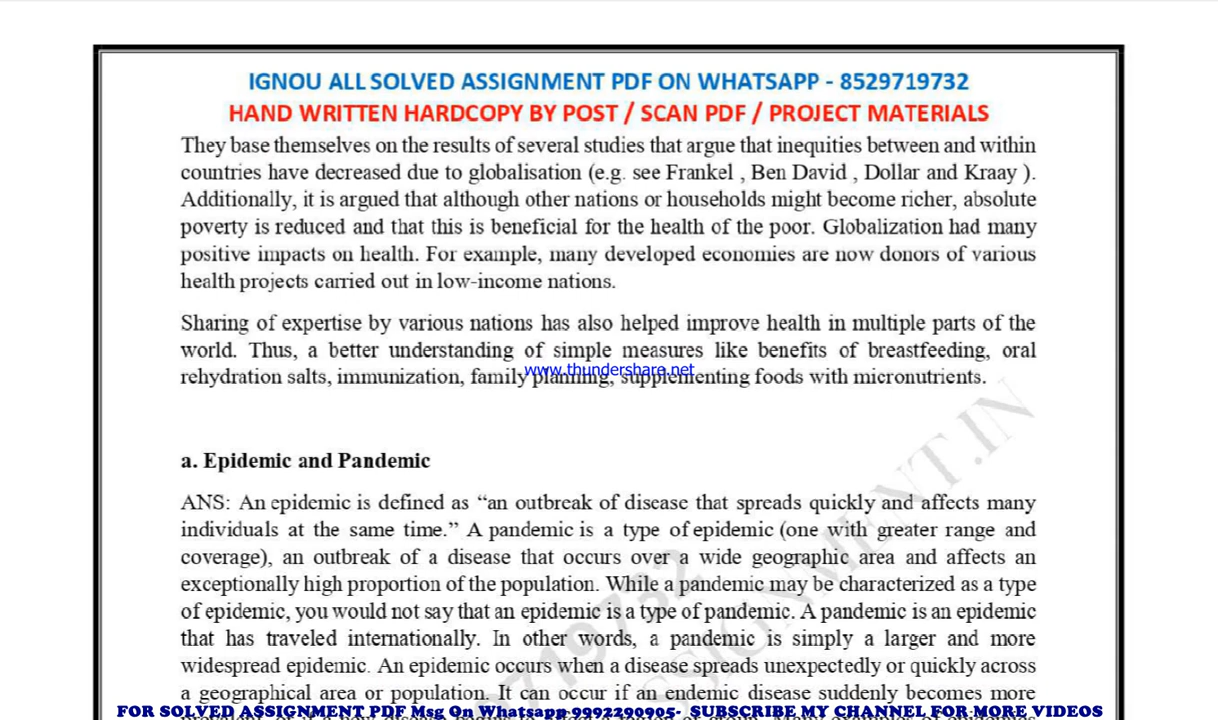 IGNOU ALL SOLVED ASSIGNMENT PDF ON WHATSAPP - 8529719732
HAND WRITTEN HARDCOPY BY POST / SCAN PDF / PROJECT MATERIALS
They base themselves on the results of several studies that argue that inequities between and within
countries have decreased due to globalisation (e.g. see Frankel , Ben David , Dollar and Kraay ).
Additionally, it is argued that although other nations or households might become richer, absolute
poverty is reduced and that this is beneficial for the health of the poor. Globalization had many
positive impacts on health. For example, many developed economies are now donors of various
health projects carried out in low-income nations.
Sharing of expertise by various nations has also helped improve health in multiple parts of the
world. Thus, a better understanding of simple measures like benefits of breastfeeding, oral
www.thundershare.net
rehydration salts, immunization, family planning, supplementing foods with micronutrients.
a. Epidemic and Pandemic
ANS: An epidemic is defined as “an outbreak of disease that spreads quickly and affects many
individuals at the same time.” A pandemic is a type of epidemic (one with greater range and
coverage), an outbreak of a disease that occurs over a wide geographic area and affects an
exceptionally high proportion of the population. While a pandemic may be characterized as a type
of epidemic, you would not say that an epidemic is a type of pandemic. A pandemic is an epidemic
that has traveled internationally. In other words, a pandemic is simply a larger and more
widespread epidemic. An epidemic occurs when a disease spreads unexpectedly or quickly across
a geographical area or population. It can occur if an endemic disease suddenly becomes more
FOR SOLVED ASSIGNMENT PDF Msg On Whatsapp-9992290905- SUBSCRIBE MY CHANNEL FOR MORE VIDEOS